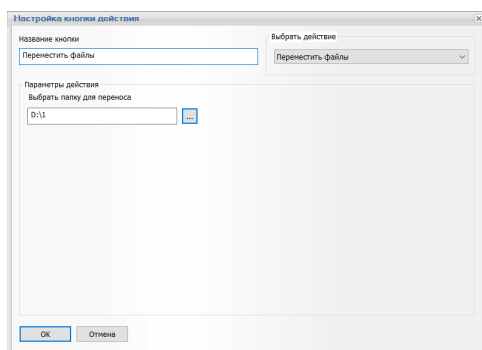 Настройка кнопки действия
Название кнопки
Переместить файлы
Выбрать действие
Переместить файлы
Параметры действия
Выбрать папку для переноса
D:\1
...
OK
Отмена